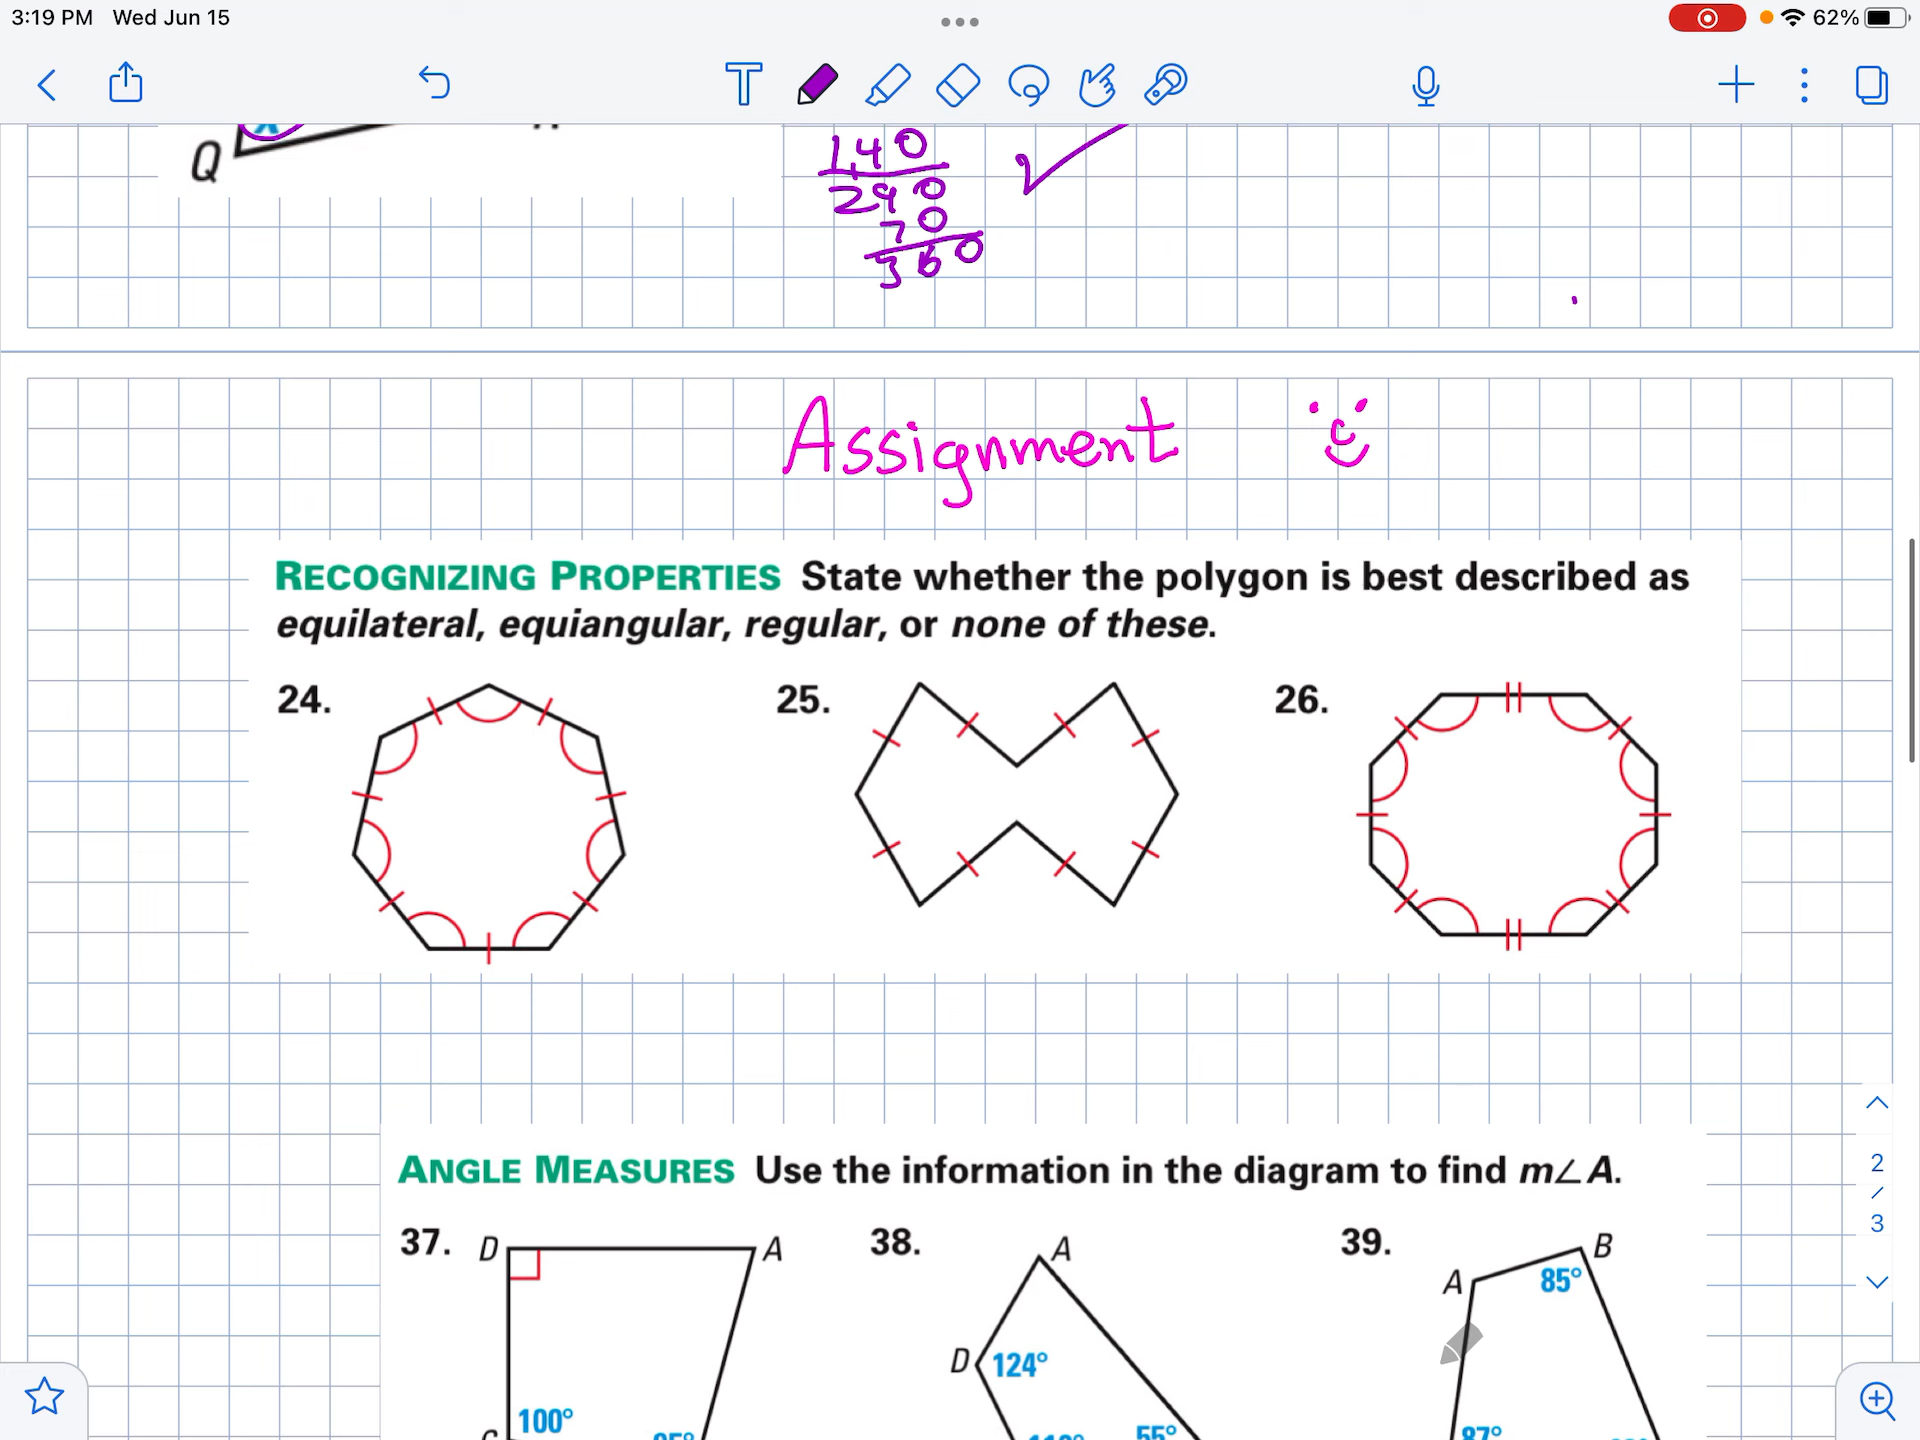 3:19 PM Wed Jun 15
62%
Q
140
240
70
360
Assignment
RECOGNIZING PROPERTIES State whether the polygon is best described as
equilateral, equiangular, regular, or none of these.
24.
25.
26.
ANGLE MEASURES Use the information in the diagram to find m∠A.
37. D A
38. A
39. A B
85°
D 124°
100°
55°
87°
2
/
3